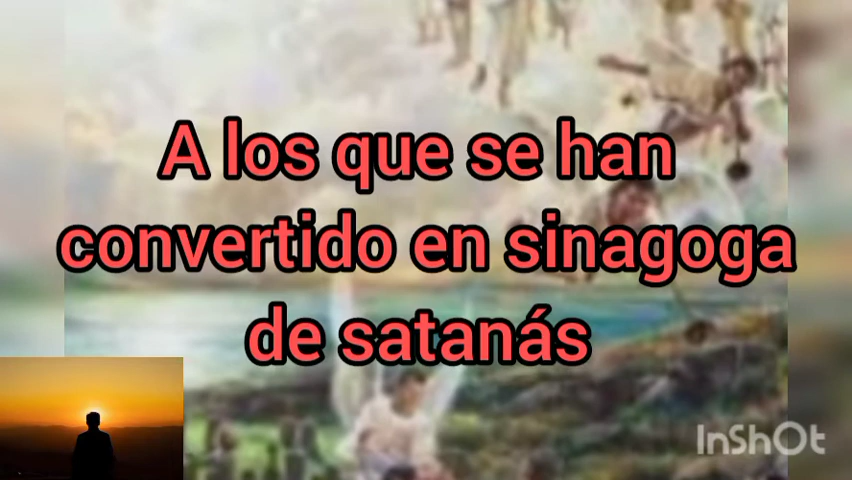 A los que se han
convertido en sinagoga
de satanás
InShOt